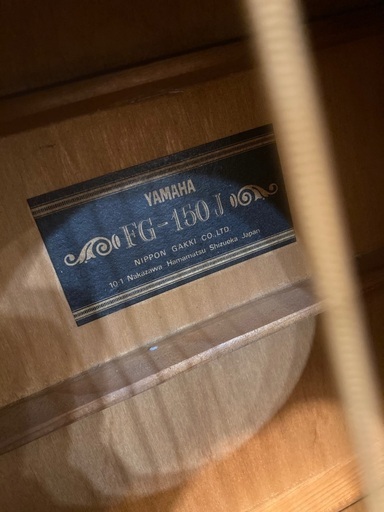 YAMAHA
FG-150J
NIPPON GAKKI CO.,LTD.
10 1 Nakazawa Hamamatsu Shizuoka Japan